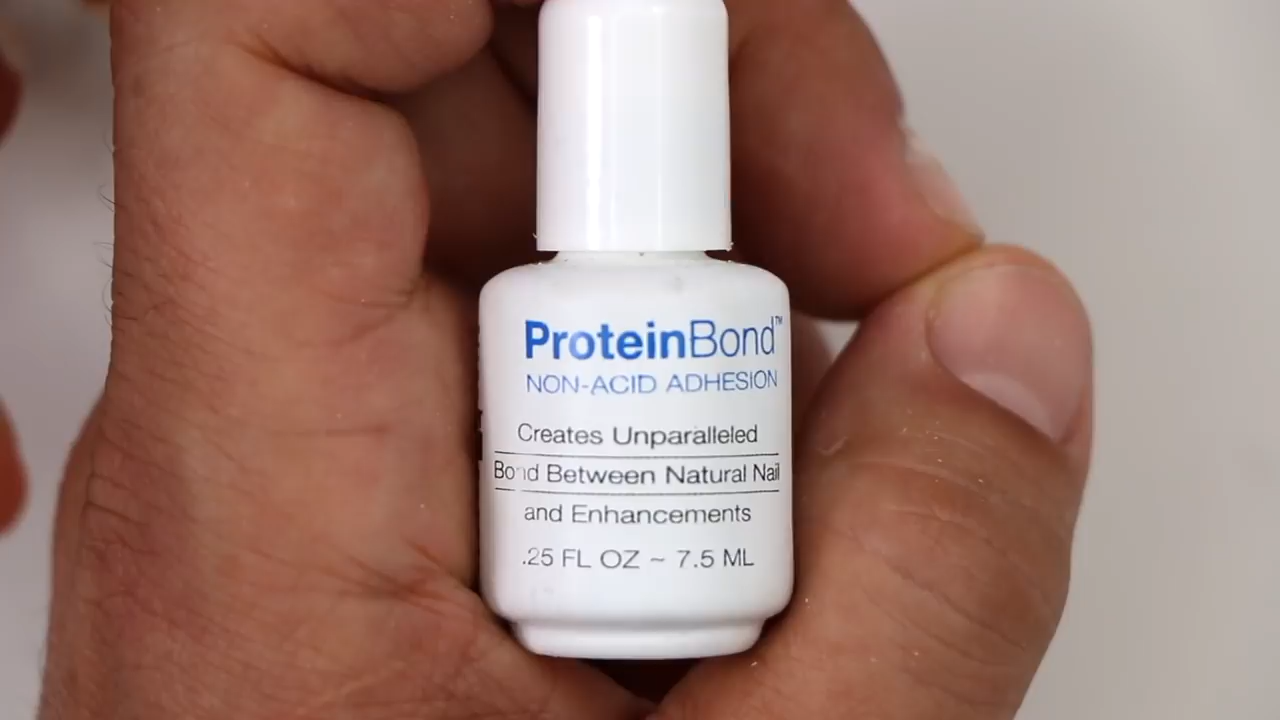 ProteinBond™
NON-ACID ADHESION
Creates Unparalleled
Bond Between Natural Nail
and Enhancements
.25 FL OZ ~ 7.5 ML